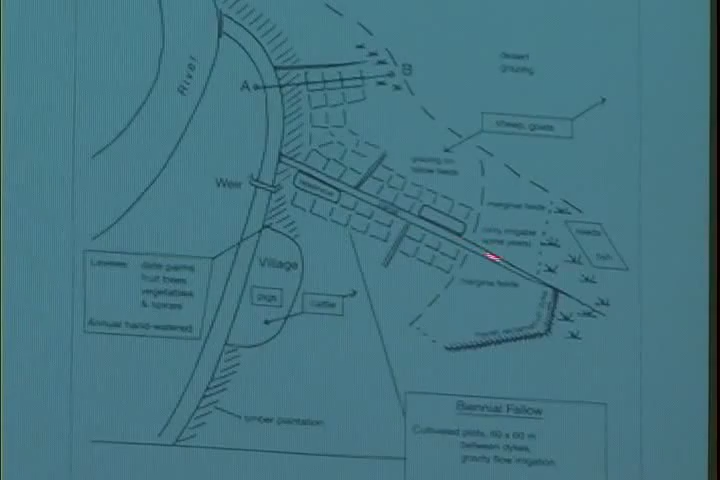 River
A
B
desert
grazing
sheep, goats
grazing on
fallow fields
Weir
marginal fields
reeds
fish
(only irrigated
some years)
Levees: date palms
fruit trees
vegetables
& spices
Annual hand-watered
Village
pigs
cattle
marginal fields
timber plantation
Biennial Fallow
Cultivated plots, 60 x 60 m
between dykes,
gravity flow irrigation